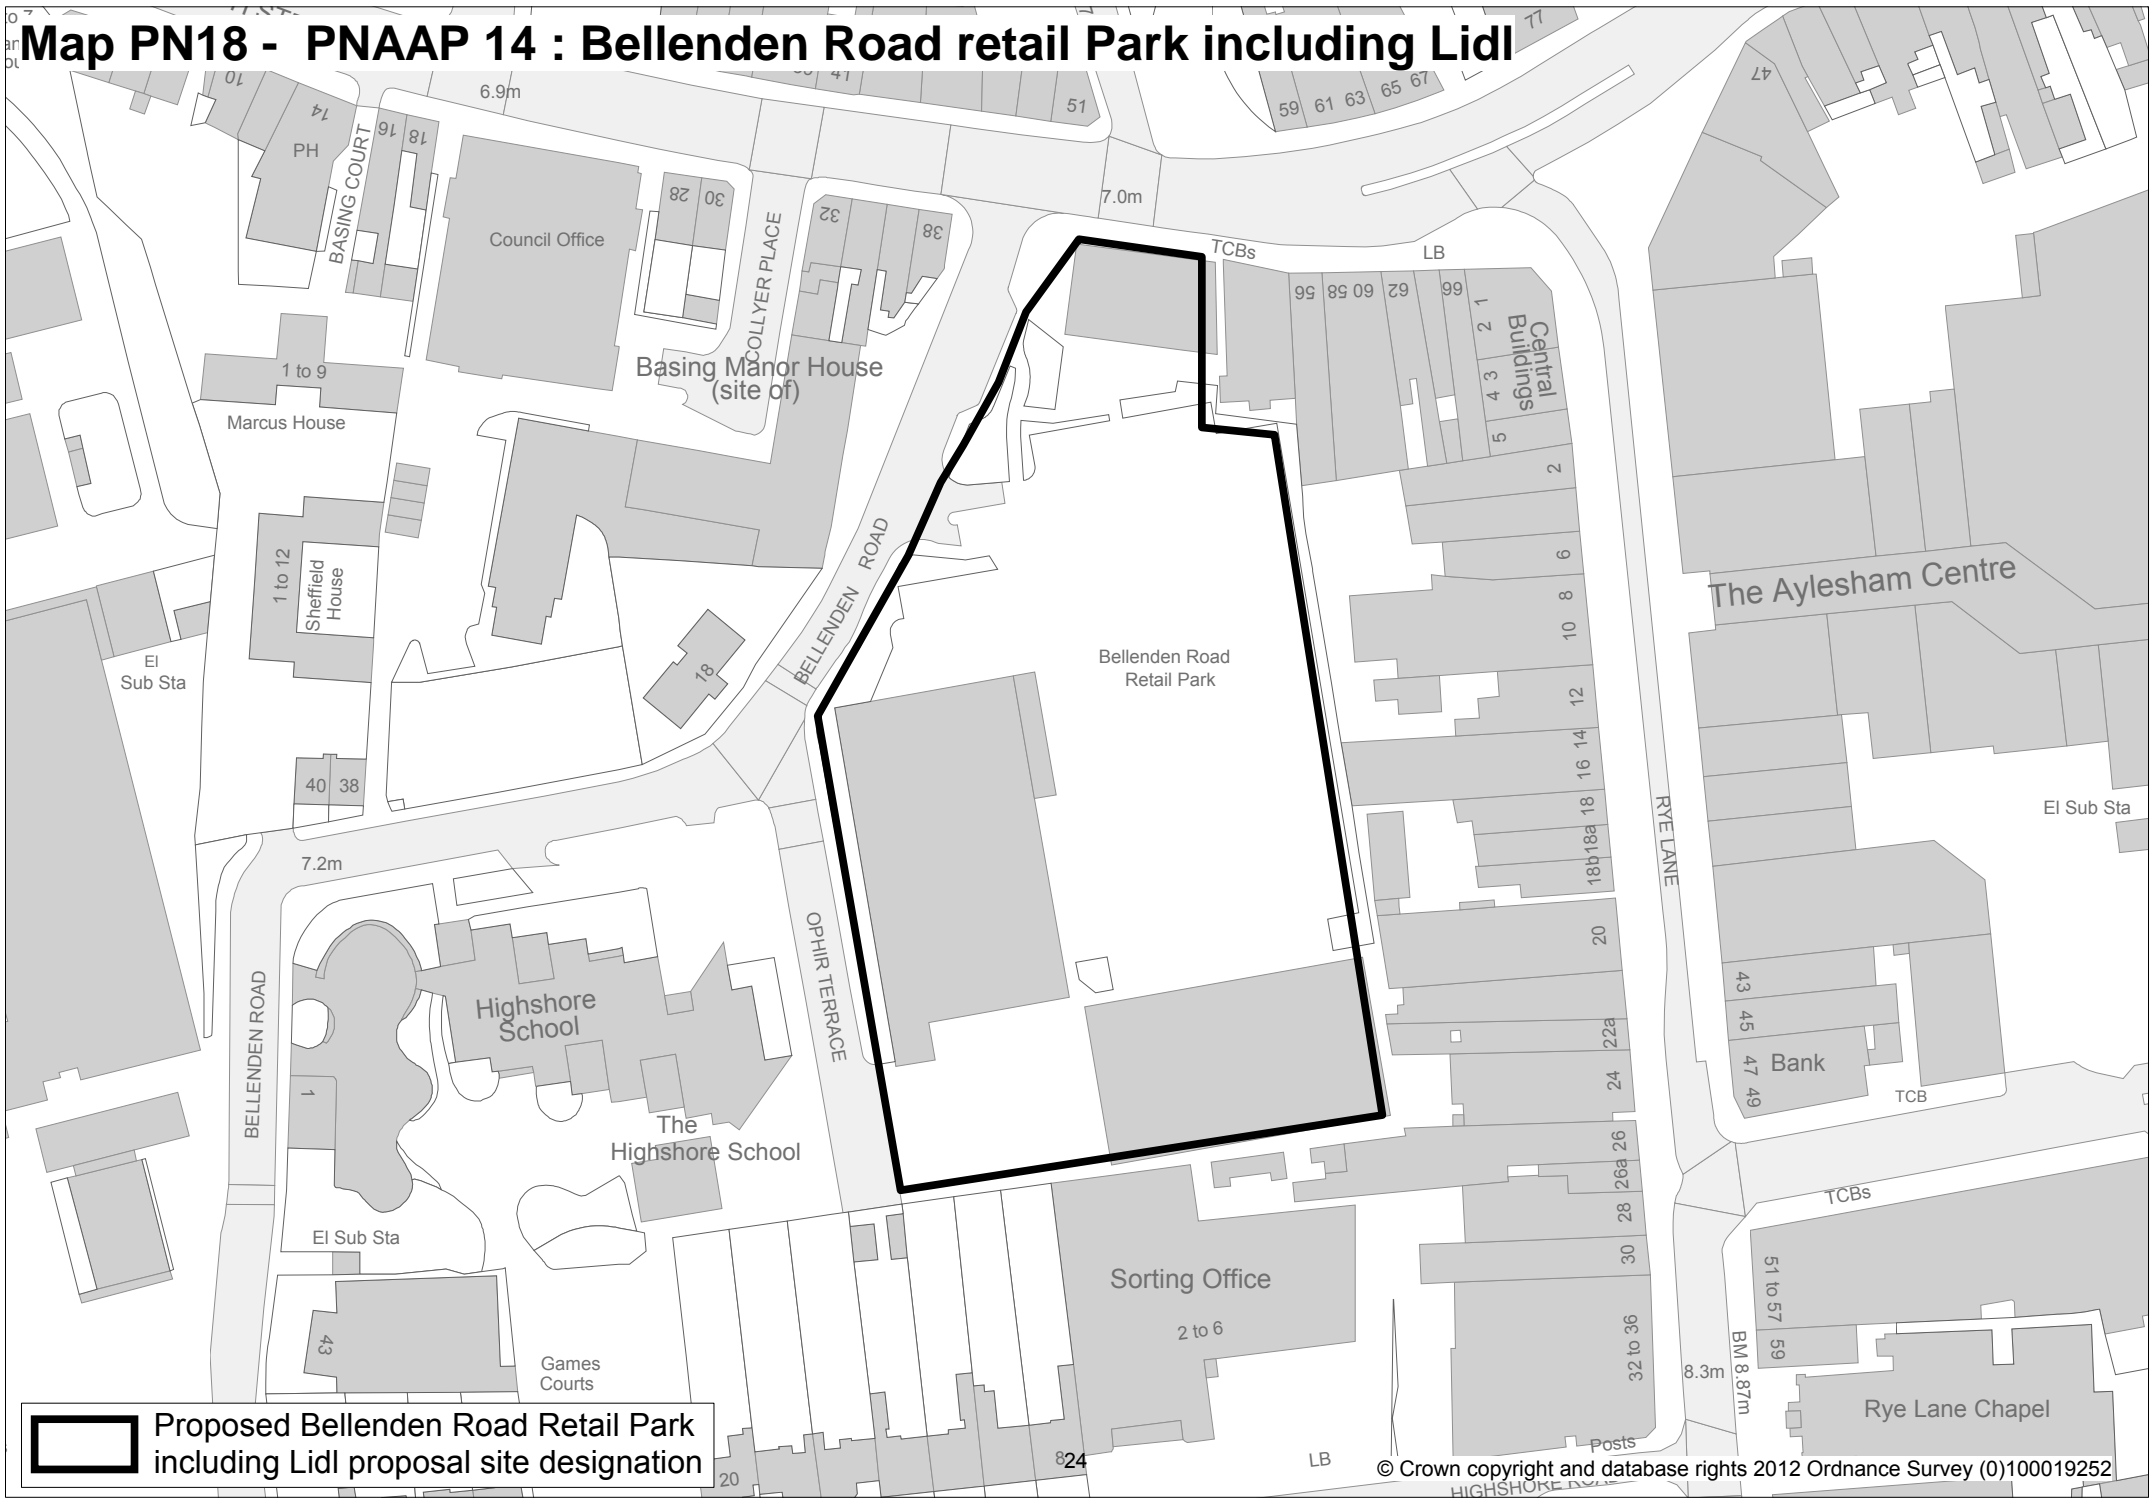 Map PN18 - PNAAP 14 : Bellenden Road retail Park including Lidl
77
47
10
14
PH
BASING COURT
16
18
6.9m
41
51
59
61
63
65
67
7.0m
Council Office
28
30
COLLYER PLACE
32
38
TCBs
LB
56
58
60
62
66
1
2
3
4
5
Central
Buildings
Basing Manor House
(site of)
1 to 9
Marcus House
1 to 12
Sheffield
House
El
Sub Sta
BELLENDEN ROAD
18
Bellenden Road
Retail Park
2
6
8
10
12
14
16
18
18a
18b
20
22a
24
26
26a
28
30
32 to 36
The Aylesham Centre
El Sub Sta
RYE LANE
40
38
7.2m
BELLENDEN ROAD
OPHIR TERRACE
Highshore
School
1
The
Highshore School
El Sub Sta
43
Games
Courts
43
45
47
49
Bank
TCB
TCBs
Sorting Office
2 to 6
51 to 57
59
BM 8.87m
8.3m
Rye Lane Chapel
Posts
LB
HIGHSHORE ROAD
20
8
24
Proposed Bellenden Road Retail Park
including Lidl proposal site designation
© Crown copyright and database rights 2012 Ordnance Survey (0)100019252